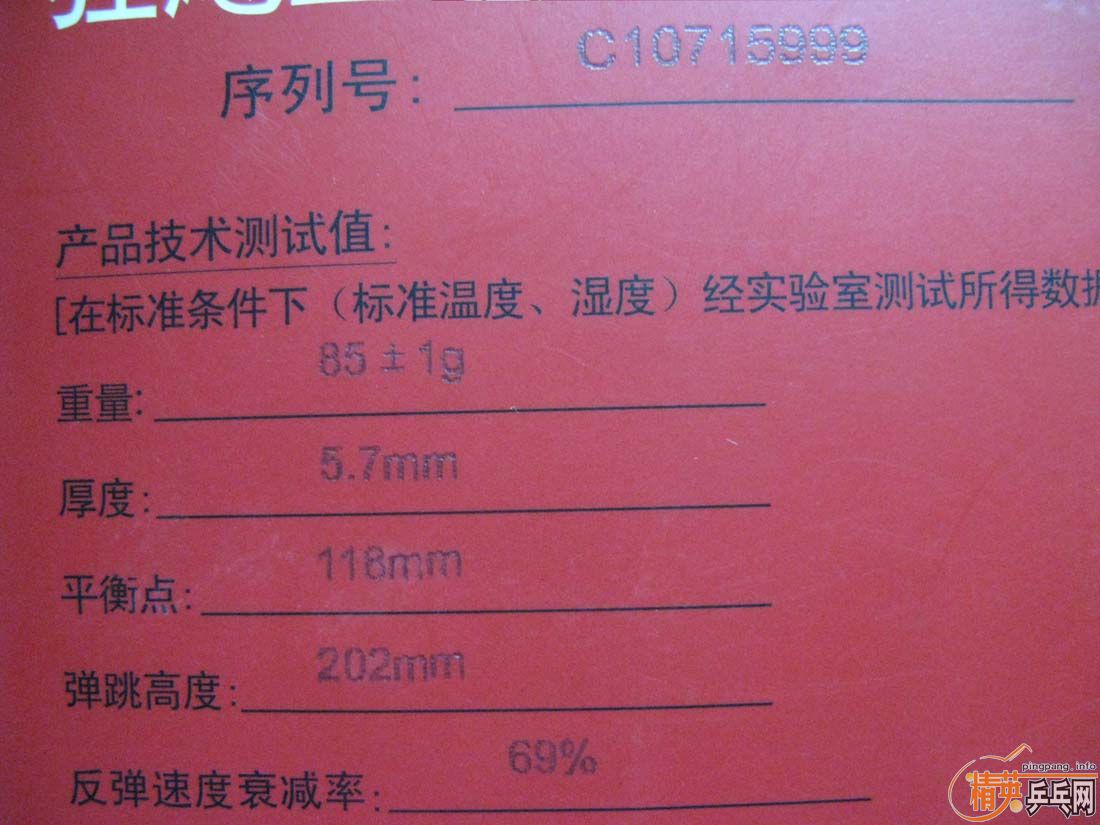 序列号: C10715999
产品技术测试值:
[在标准条件下（标准温度、湿度）经实验室测试所得数据
重量: 85±1g
厚度: 5.7mm
平衡点: 118mm
弹跳高度: 202mm
反弹速度衰减率: 69%
pingpang.info
精英乒乓网